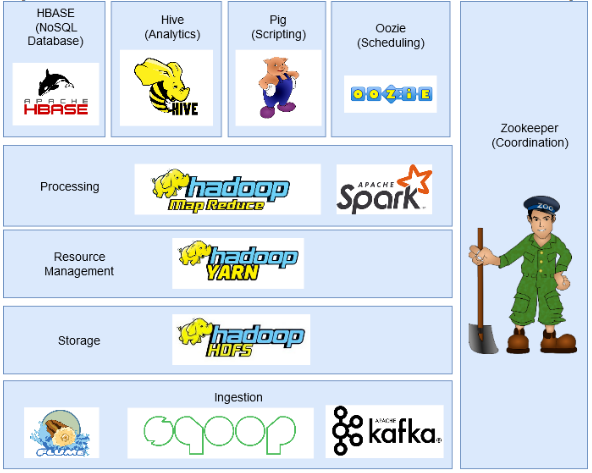 HBASE
(NoSQL
Database)
APACHE
HBASE
Hive
(Analytics)
HIVE
Pig
(Scripting)
Oozie
(Scheduling)
OOZiE
Zookeeper
(Coordination)
ZOO
Processing
hadoop
Map Reduce
APACHE
Spark
Resource
Management
hadoop
YARN
Storage
hadoop
HDFS
Ingestion
FLUME
sqoop
APACHE
kafka®